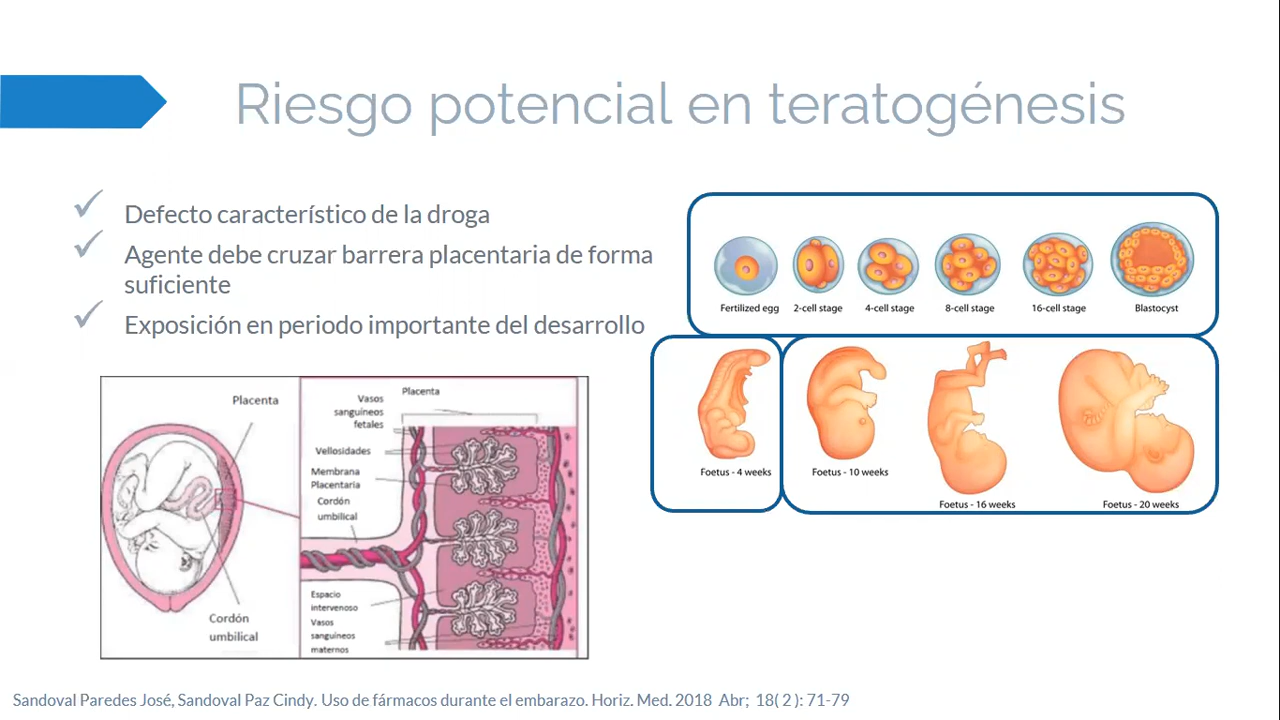 Riesgo potencial en teratogénesis
Defecto característico de la droga
Agente debe cruzar barrera placentaria de forma
suficiente
Exposición en periodo importante del desarrollo
Fertilized egg
2-cell stage
4-cell stage
8-cell stage
16-cell stage
Blastocyst
Foetus - 4 weeks
Foetus - 10 weeks
Foetus - 16 weeks
Foetus - 20 weeks
Placenta
Cordón
umbilical
Placenta
Vasos
sanguíneos
fetales
Vellosidades
Membrana
Placentaria
Cordón
umbilical
Espacio
intervenoso
Vasos
sanguíneos
maternos
Sandoval Paredes José, Sandoval Paz Cindy. Uso de fármacos durante el embarazo. Horiz. Med. 2018 Abr; 18( 2 ): 71-79